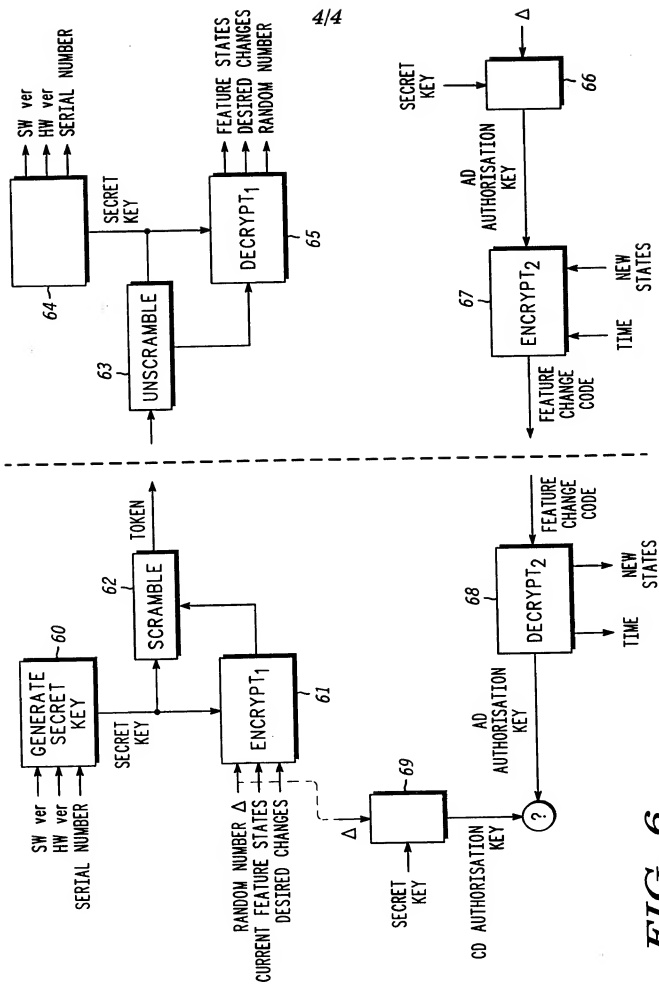 4/4
SW ver
HW ver
SERIAL NUMBER
GENERATE
SECRET
KEY
60
SECRET
KEY
SCRAMBLE
62
TOKEN
RANDOM NUMBER Δ
CURRENT FEATURE STATES
DESIRED CHANGES
ENCRYPT1
61
Δ
SECRET
KEY
69
CD AUTHORISATION
KEY
?
AD
AUTHORISATION
KEY
DECRYPT2
68
FEATURE
CHANGE
CODE
TIME
NEW
STATES
64
SW ver
HW ver
SERIAL NUMBER
SECRET
KEY
UNSCRAMBLE
63
DECRYPT1
65
FEATURE STATES
DESIRED CHANGES
RANDOM NUMBER
FEATURE
CHANGE
CODE
ENCRYPT2
67
TIME
NEW
STATES
AD
AUTHORISATION
KEY
SECRET
KEY
66
Δ
FIG. 6